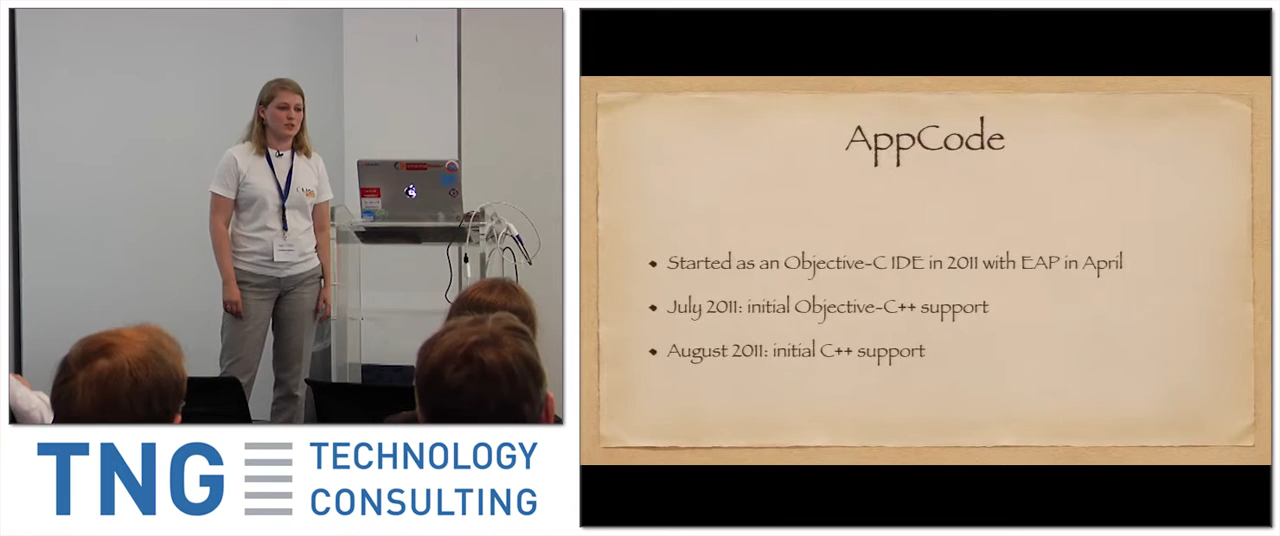 AppCode
• Started as an Objective-C IDE in 2011 with EAP in April
• July 2011: initial Objective-C++ support
• August 2011: initial C++ support
TNG TECHNOLOGY
CONSULTING